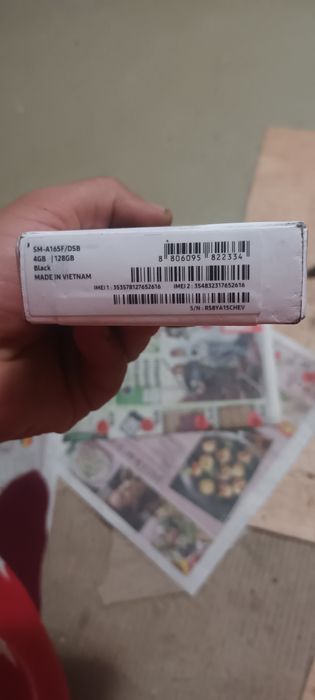 SM-A165F/DSB
4GB | 128GB
Black
MADE IN VIETNAM
8 806095 822334
IMEI 1 : 353578127652616 IMEI 2 : 354832317652616
S/N : R58YA15CHEV